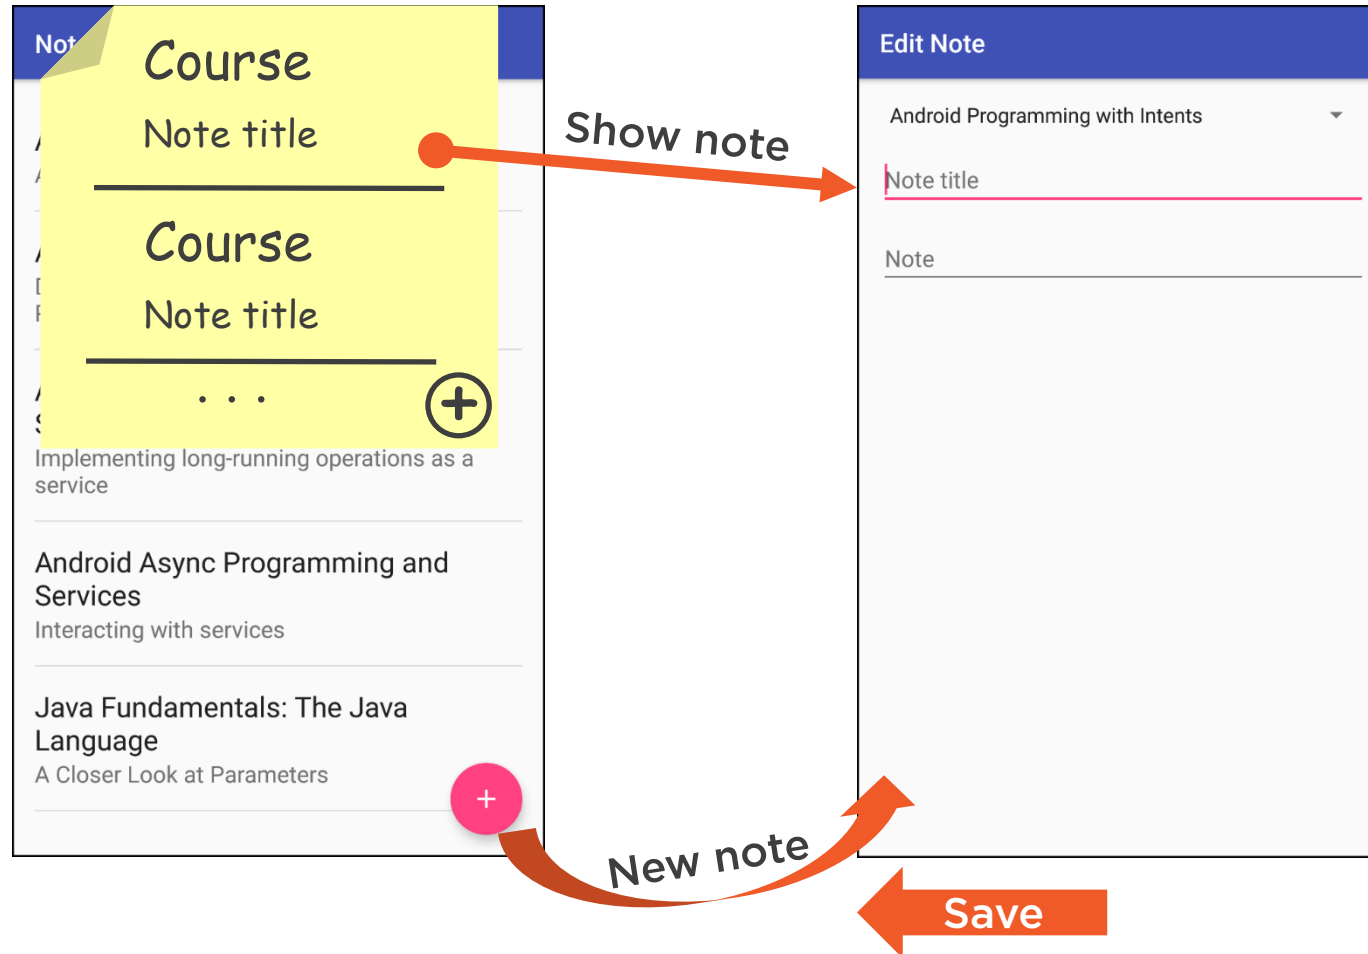 Not
Course
Note title
Course
Note title
. . .
Implementing long-running operations as a
service
Android Async Programming and
Services
Interacting with services
Java Fundamentals: The Java
Language
A Closer Look at Parameters
+
Show note
New note
Edit Note
Android Programming with Intents
Note title
Note
Save